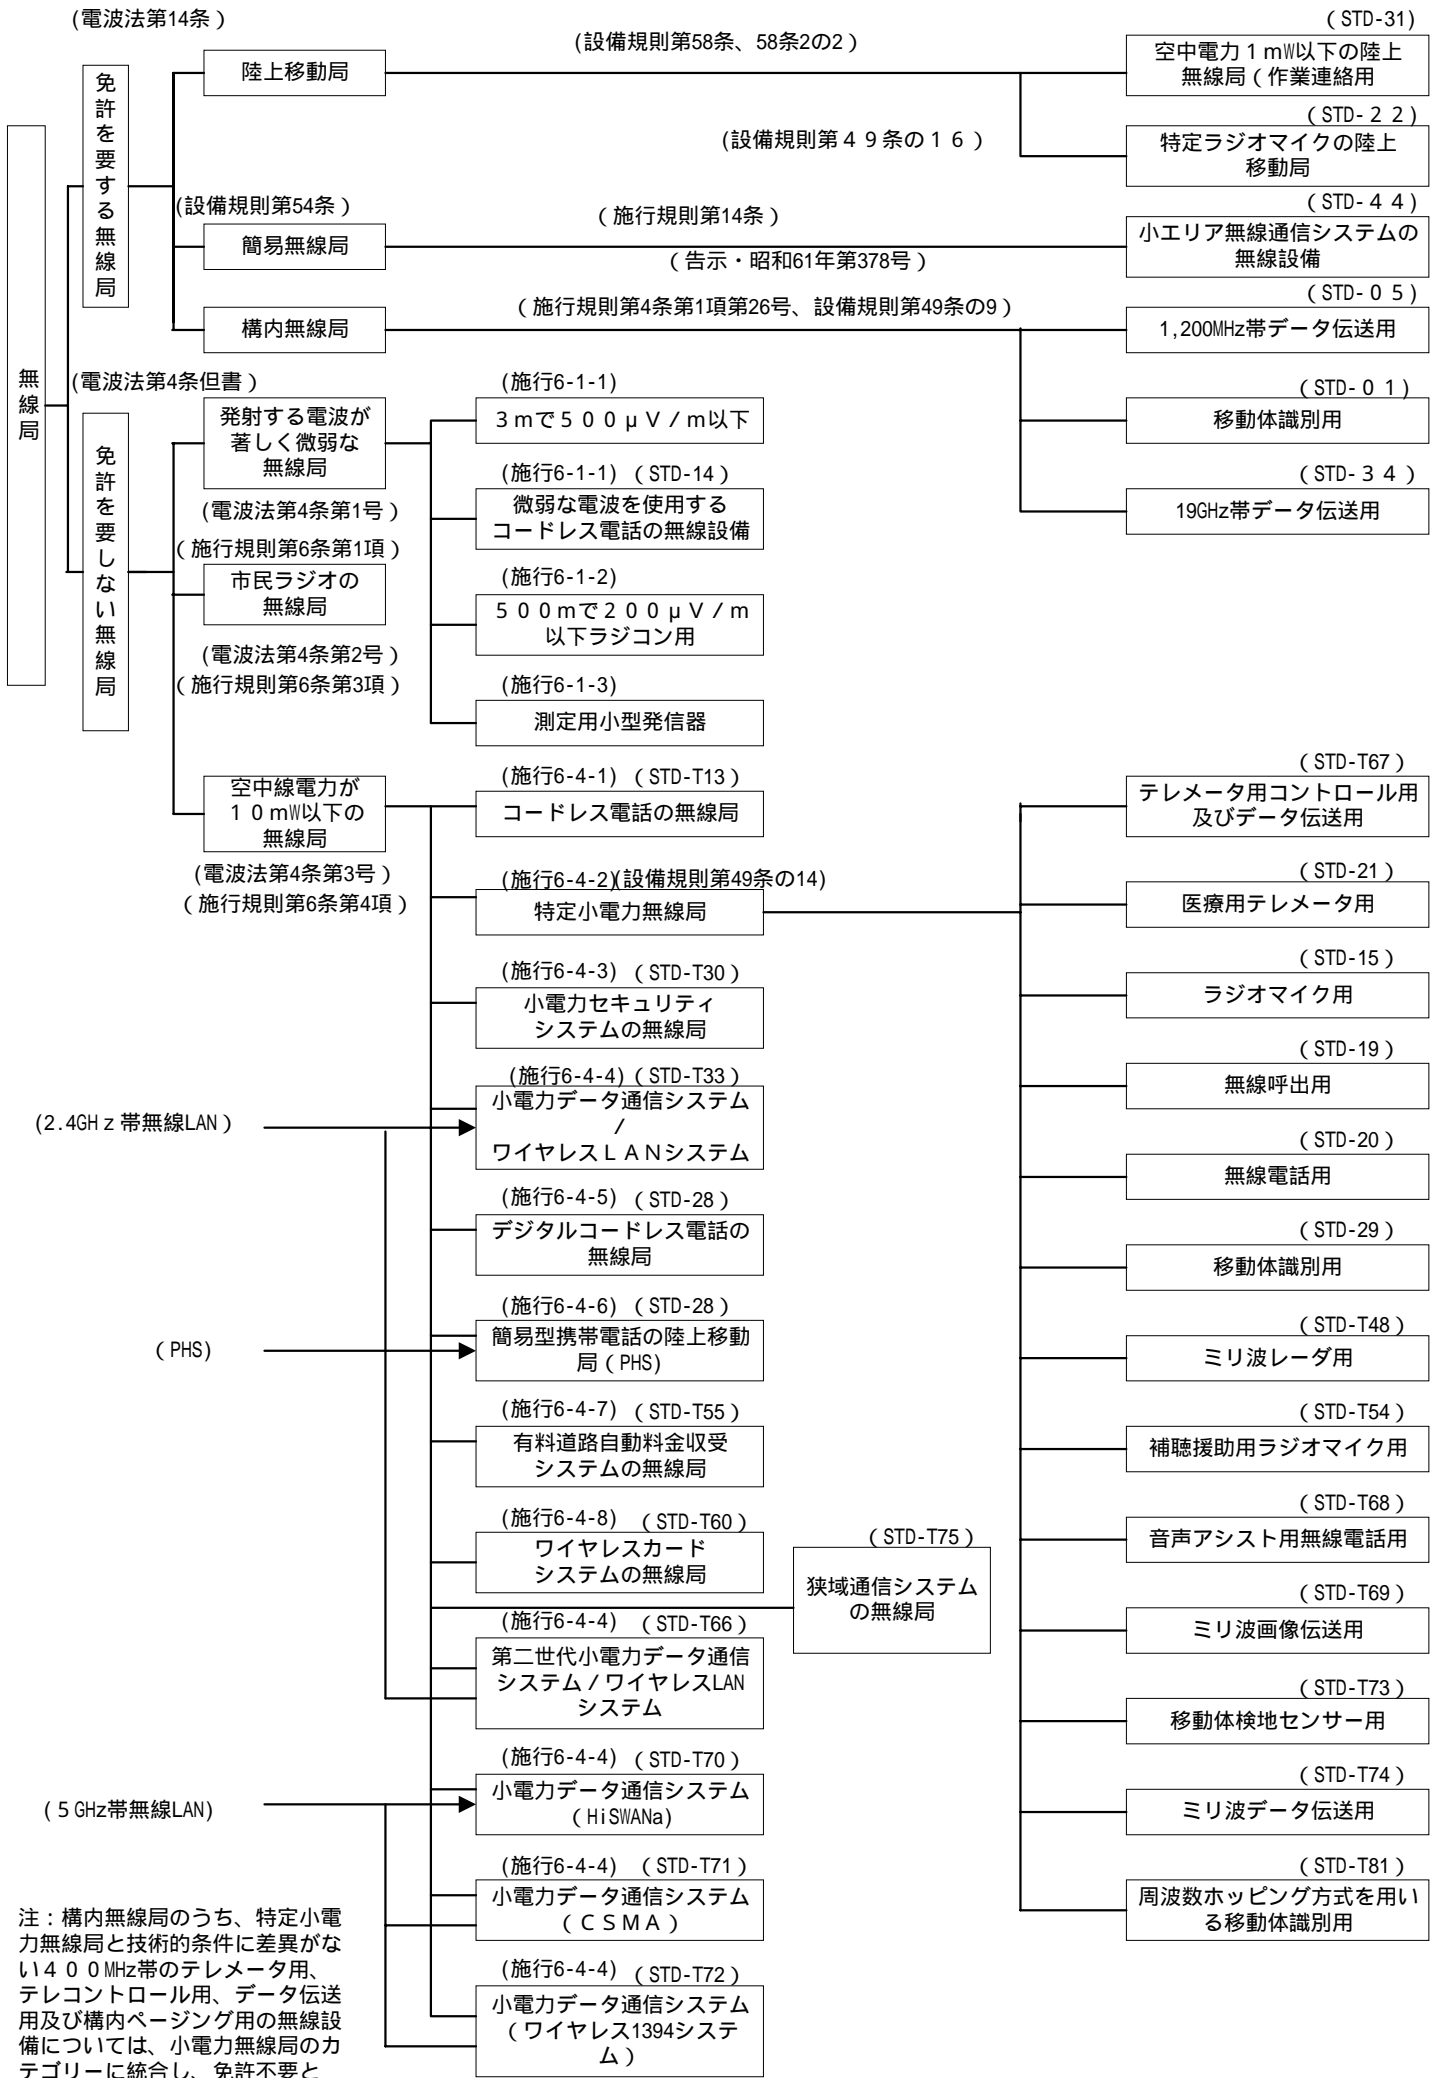 (電波法第14条)
(設備規則第58条、58条2の2)
(STD-31)
免許を要する無線局
陸上移動局
空中電力1mW以下の陸上
無線局(作業連絡用
(設備規則第49条の16)
(STD-22)
特定ラジオマイクの陸上
移動局
(設備規則第54条)
(施行規則第14条)
(STD-44)
簡易無線局
小エリア無線通信システムの
無線設備
(告示・昭和61年第378号)
(施行規則第4条第1項第26号、設備規則第49条の9)
(STD-05)
構内無線局
1,200MHz帯データ伝送用
無線局
(電波法第4条但書)
(STD-01)
移動体識別用
(STD-34)
19GHz帯データ伝送用
免許を要しない無線局
発射する電波が
著しく微弱な
無線局
(電波法第4条第1号)
(施行規則第6条第1項)
市民ラジオの
無線局
(電波法第4条第2号)
(施行規則第6条第3項)
空中線電力が
10mW以下の
無線局
(電波法第4条第3号)
(施行規則第6条第4項)
(施行6-1-1)
3mで500μV/m以下
(施行6-1-1)(STD-14)
微弱な電波を使用する
コードレス電話の無線設備
(施行6-1-2)
500mで200μV/m
以下ラジコン用
(施行6-1-3)
測定用小型発信器
(施行6-4-1)(STD-T13)
コードレス電話の無線局
(施行6-4-2)(設備規則第49条の14)
特定小電力無線局
(施行6-4-3)(STD-T30)
小電力セキュリティ
システムの無線局
(2.4GHz帯無線LAN)
(施行6-4-4)(STD-T33)
小電力データ通信システム
/
ワイヤレスLANシステム
(施行6-4-5)(STD-28)
デジタルコードレス電話の
無線局
(PHS)
(施行6-4-6)(STD-28)
簡易型携帯電話の陸上移動
局(PHS)
(施行6-4-7)(STD-T55)
有料道路自動料金収受
システムの無線局
(施行6-4-8)(STD-T60)
ワイヤレスカード
システムの無線局
(STD-T75)
狭域通信システム
の無線局
(施行6-4-4)(STD-T66)
第二世代小電力データ通信
システム/ワイヤレスLAN
システム
(5GHz帯無線LAN)
(施行6-4-4)(STD-T70)
小電力データ通信システム
(HiSWANa)
(施行6-4-4)(STD-T71)
小電力データ通信システム
(CSMA)
(施行6-4-4)(STD-T72)
小電力データ通信システム
(ワイヤレス1394システ
ム)
(STD-T67)
テレメータ用コントロール用
及びデータ伝送用
(STD-21)
医療用テレメータ用
(STD-15)
ラジオマイク用
(STD-19)
無線呼出用
(STD-20)
無線電話用
(STD-29)
移動体識別用
(STD-T48)
ミリ波レーダ用
(STD-T54)
補聴援助用ラジオマイク用
(STD-T68)
音声アシスト用無線電話用
(STD-T69)
ミリ波画像伝送用
(STD-T73)
移動体検地センサー用
(STD-T74)
ミリ波データ伝送用
(STD-T81)
周波数ホッピング方式を用い
る移動体識別用
注:構内無線局のうち、特定小電
力無線局と技術的条件に差異がな
い400MHz帯のテレメータ用、
テレコントロール用、データ伝送
用及び構内ページング用の無線設
備については、小電力無線局のカ
テゴリーに統合し、免許不要と